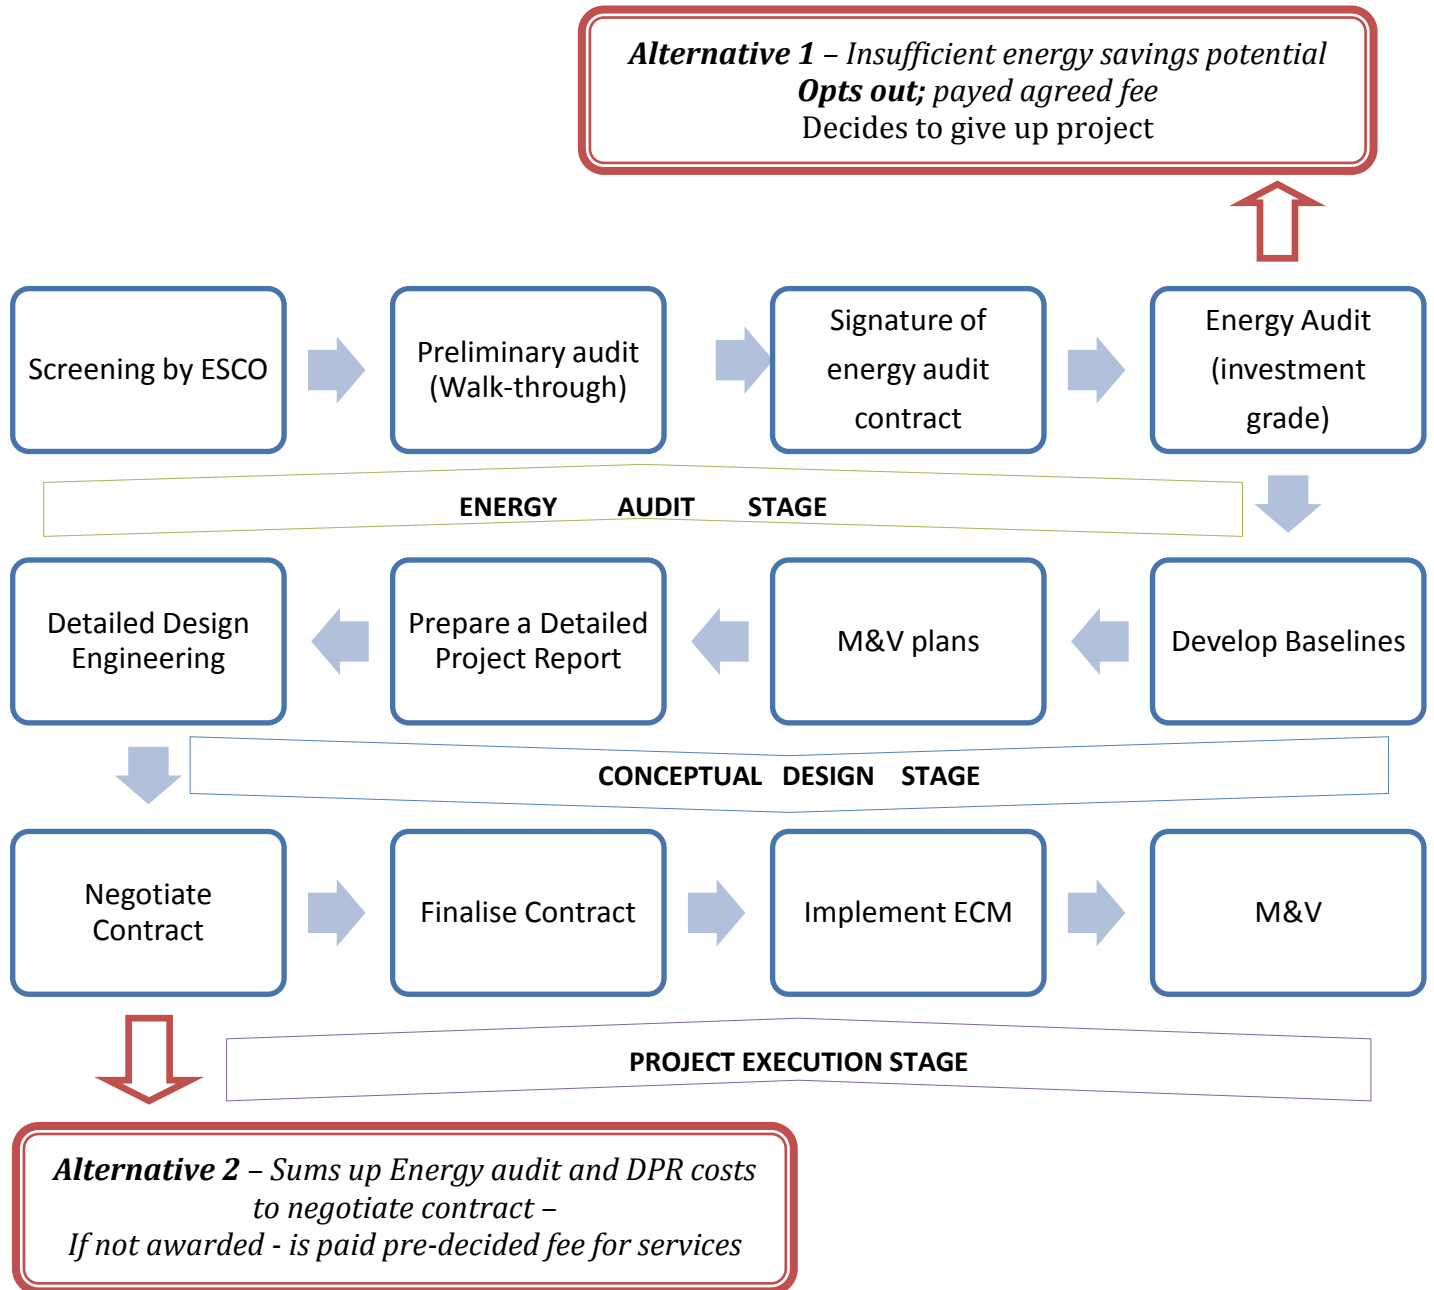 Alternative 1 – Insufficient energy savings potential
Opts out; payed agreed fee
Decides to give up project
Screening by ESCO
Preliminary audit
(Walk-through)
Signature of
energy audit
contract
Energy Audit
(investment
grade)
ENERGY AUDIT STAGE
Detailed Design
Engineering
Prepare a Detailed
Project Report
M&V plans
Develop Baselines
CONCEPTUAL DESIGN STAGE
Negotiate
Contract
Finalise Contract
Implement ECM
M&V
PROJECT EXECUTION STAGE
Alternative 2 – Sums up Energy audit and DPR costs
to negotiate contract –
If not awarded - is paid pre-decided fee for services